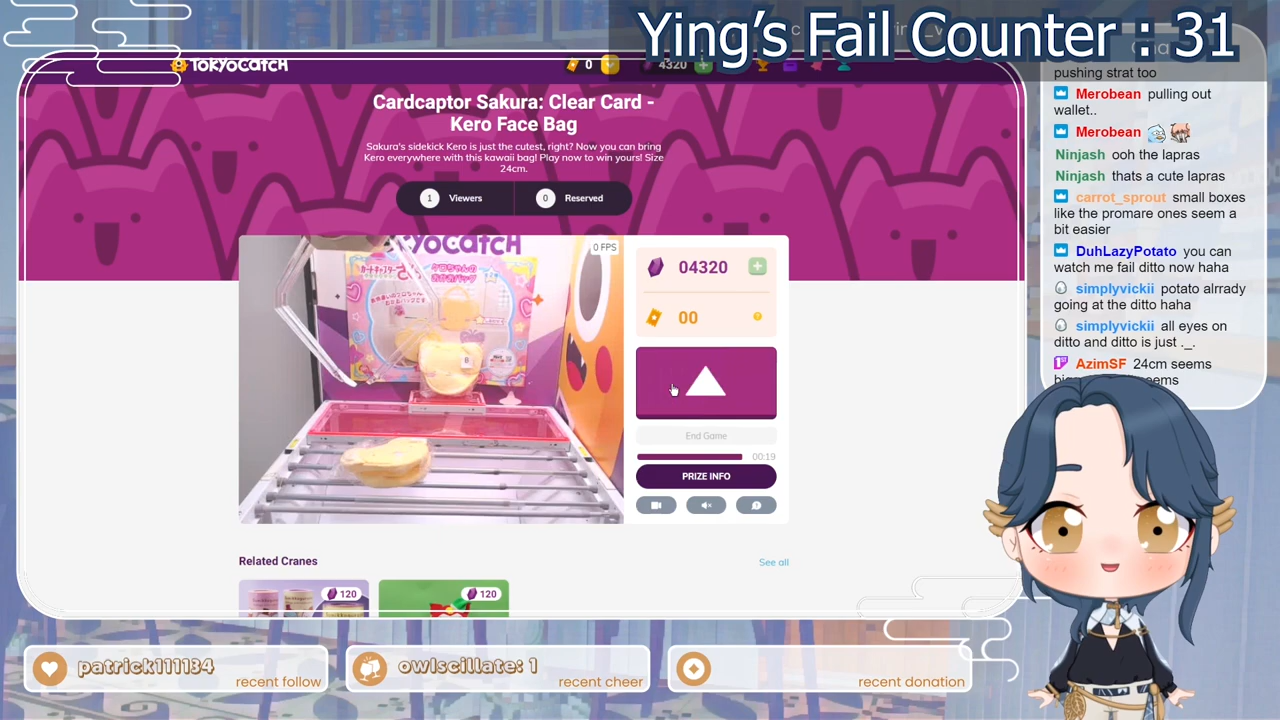 Ying's Fail Counter : 31
TOKYOCATCH
0
4320
Cardcaptor Sakura: Clear Card -
Kero Face Bag
Sakura's sidekick Kero is just the cutest, right? Now you can bring
Kero everywhere with this kawaii bag! Play now to win yours! Size
24cm.
1 Viewers
0 Reserved
0 FPS
YOCATCH
04320
00
End Game
00:19
PRIZE INFO
Related Cranes
See all
120
120
pushing strat too
Merobean pulling out
wallet..
Merobean
Ninjash ooh the lapras
Ninjash thats a cute lapras
carrot_sprout small boxes
like the promare ones seem a
bit easier
DuhLazyPotato you can
watch me fail ditto now haha
simplyvickii potato alrrady
going at the ditto haha
simplyvickii all eyes on
ditto and ditto is just ._.
AzimSF 24cm seems
patrick111134
recent follow
owlscillate: 1
recent cheer
recent donation